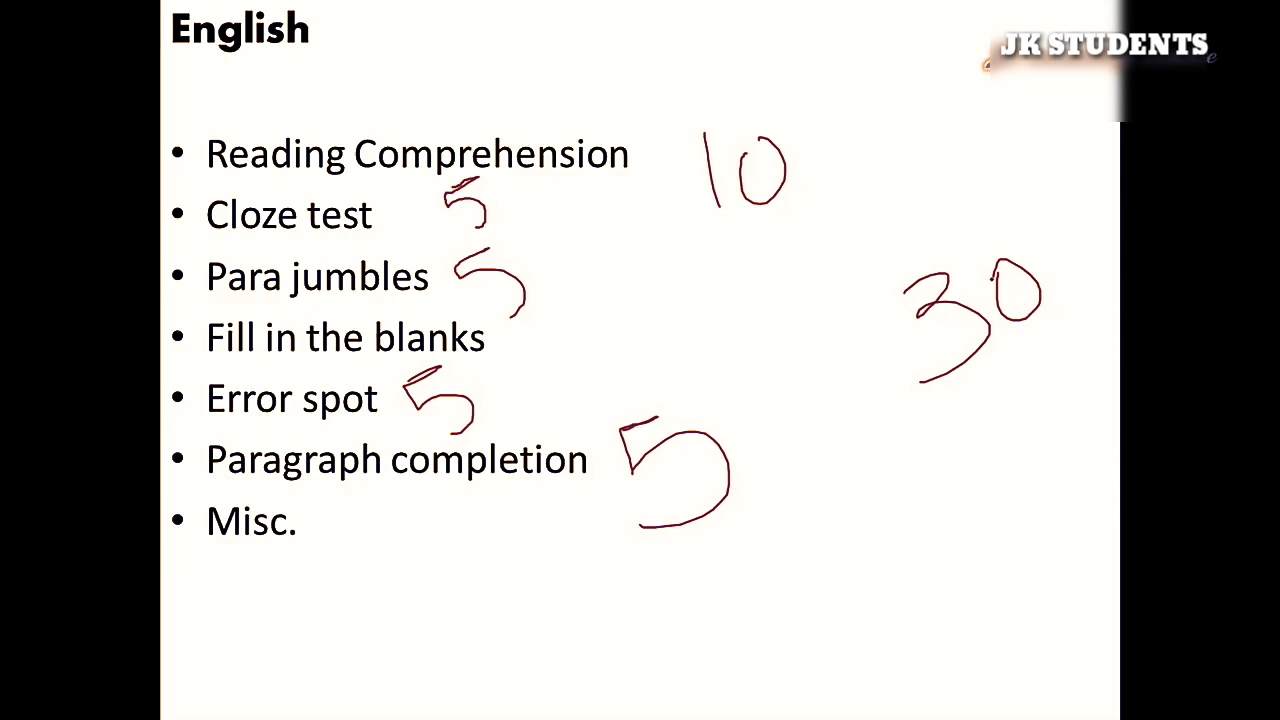 English
JK STUDENTS
• Reading Comprehension 10
• Cloze test 5
• Para jumbles 5
30
• Fill in the blanks
• Error spot 5
• Paragraph completion 5
• Misc.